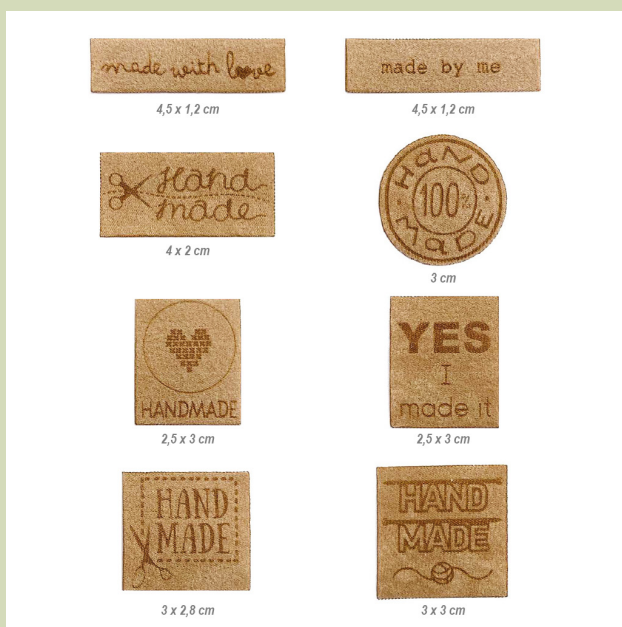 made with loove
made by me
4,5 x 1,2 cm
4,5 x 1,2 cm
Hand
made
HAND
100%
MADE
4 x 2 cm
3 cm
HANDMADE
YES
I
made it
2,5 x 3 cm
2,5 x 3 cm
HAND
MADE
HAND
MADE
3 x 2,8 cm
3 x 3 cm